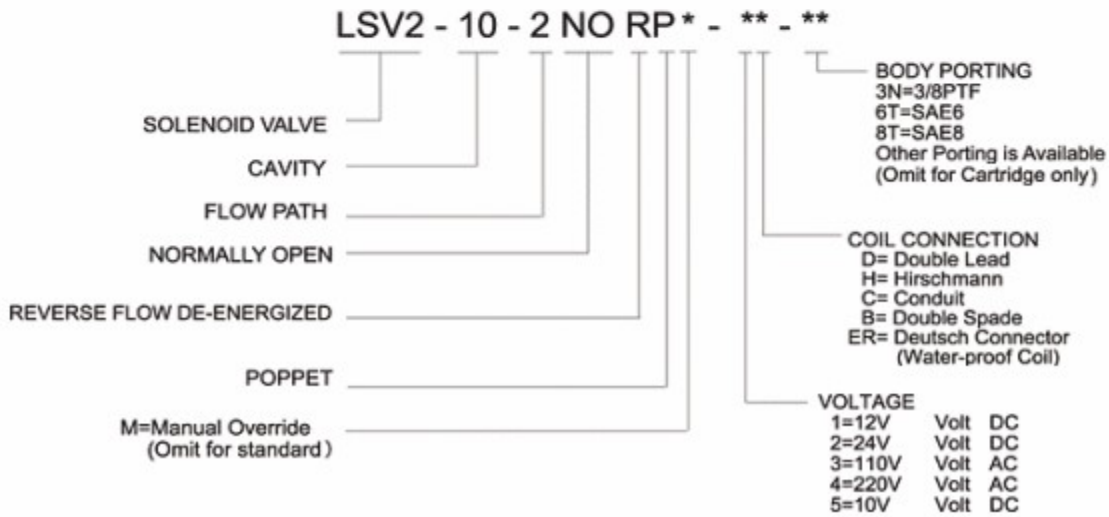 LSV2 - 10 - 2 NO RP * - ** - **
SOLENOID VALVE
CAVITY
FLOW PATH
NORMALLY OPEN
REVERSE FLOW DE-ENERGIZED
POPPET
M=Manual Override
(Omit for standard)
BODY PORTING
3N=3/8PTF
6T=SAE6
8T=SAE8
Other Porting is Available
(Omit for Cartridge only)
COIL CONNECTION
D= Double Lead
H= Hirschmann
C= Conduit
B= Double Spade
ER= Deutsch Connector
(Water-proof Coil)
VOLTAGE
1=12V Volt DC
2=24V Volt DC
3=110V Volt AC
4=220V Volt AC
5=10V Volt DC